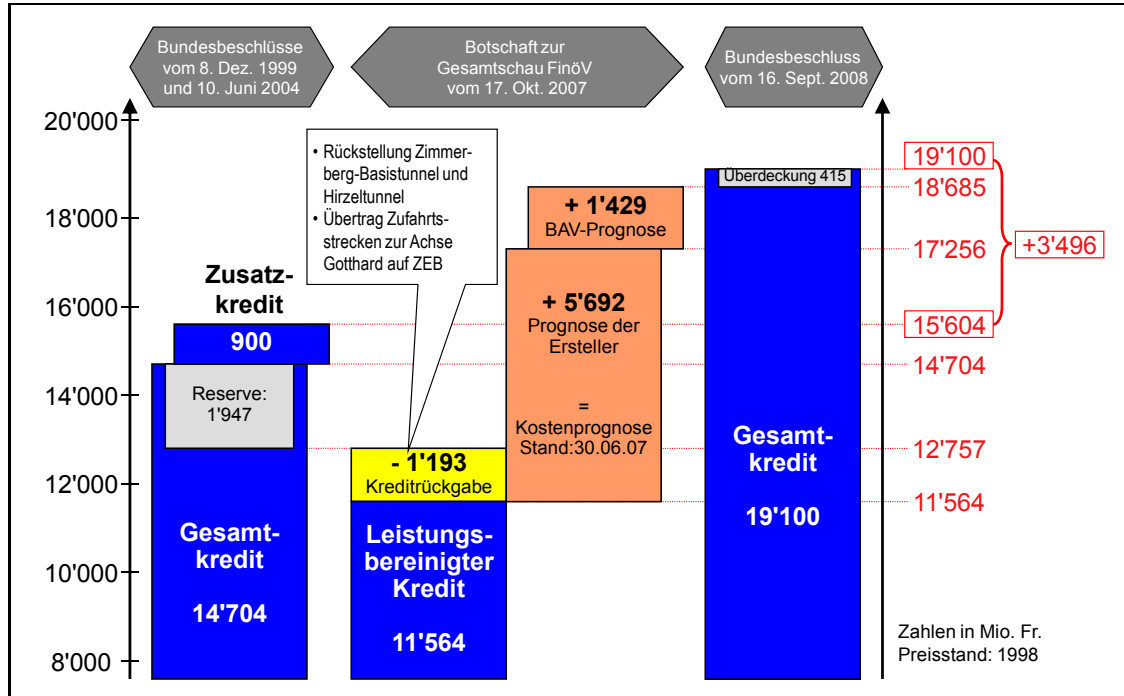 Bundesbeschlüsse
vom 8. Dez. 1999
und 10. Juni 2004
Botschaft zur
Gesamtschau FinöV
vom 17. Okt. 2007
Bundesbeschluss
vom 16. Sept. 2008
20'000
18'000
16'000
14'000
12'000
10'000
8'000
Zusatz-
kredit
900
Reserve:
1'947
Gesamt-
kredit
14'704
• Rückstellung Zimmer-
berg-Basistunnel und
Hirzeltunnel
• Übertrag Zufahrts-
strecken zur Achse
Gotthard auf ZEB
- 1'193
Kreditrückgabe
Leistungs-
bereinigter
Kredit
11'564
+ 1'429
BAV-Prognose
+ 5'692
Prognose der
Ersteller
=
Kostenprognose
Stand:30.06.07
Überdeckung 415
Gesamt-
kredit
19'100
19'100
18'685
17'256
15'604
14'704
12'757
11'564
+3'496
Zahlen in Mio. Fr.
Preisstand: 1998